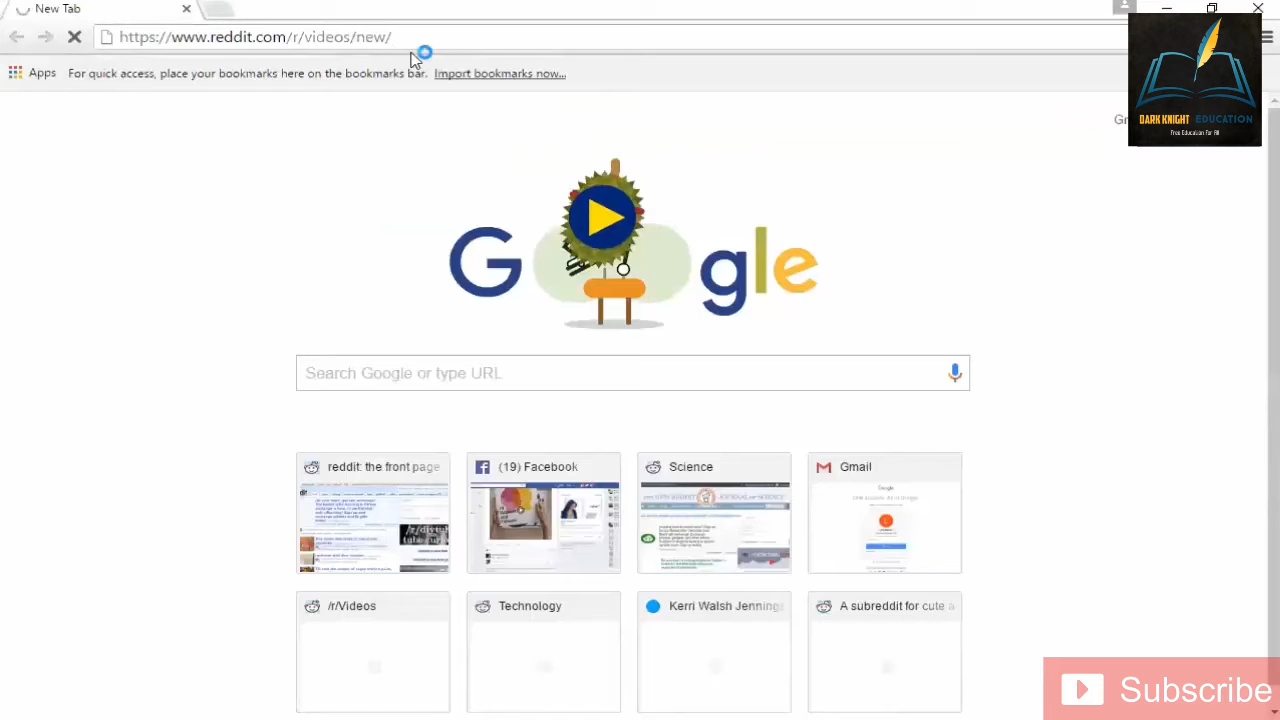 New Tab
https://www.reddit.com/r/videos/new/
Apps For quick access, place your bookmarks here on the bookmarks bar. Import bookmarks now...
DARK KNIGHT EDUCATION
Free Education For All
Google
Search Google or type URL
reddit: the front page
(19) Facebook
Science
Gmail
/r/Videos
Technology
Kerri Walsh Jennings
A subreddit for cute a
Subscribe